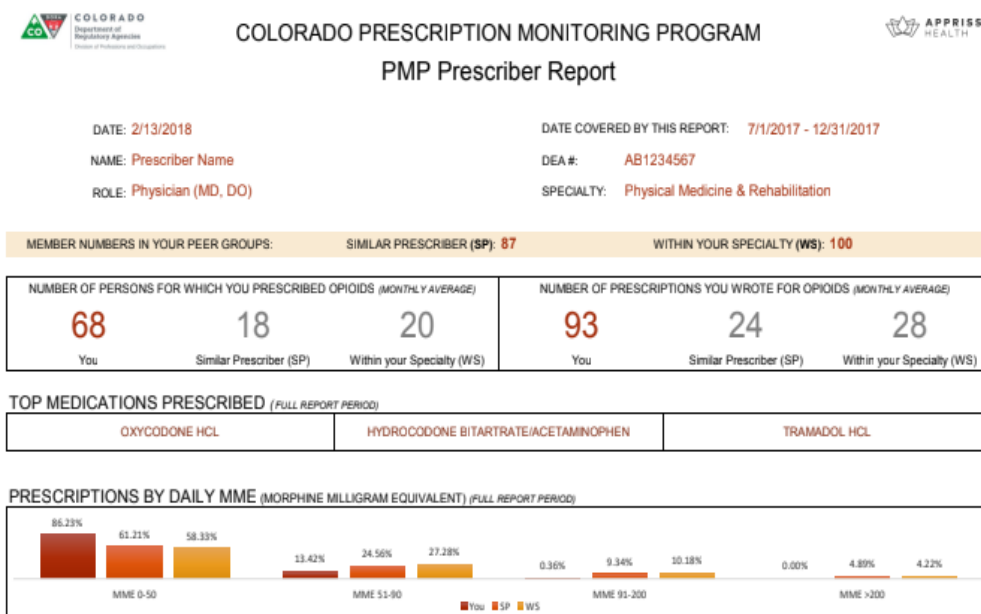 COLORADO
Department of
Regulatory Agencies
Division of Professions and Occupations
CO
COLORADO PRESCRIPTION MONITORING PROGRAM
PMP Prescriber Report
APPRISS
HEALTH
DATE: 2/13/2018
DATE COVERED BY THIS REPORT: 7/1/2017 - 12/31/2017
NAME: Prescriber Name
DEA #: AB1234567
ROLE: Physician (MD, DO)
SPECIALTY: Physical Medicine & Rehabilitation
MEMBER NUMBERS IN YOUR PEER GROUPS: SIMILAR PRESCRIBER (SP): 87 WITHIN YOUR SPECIALTY (WS): 100
NUMBER OF PERSONS FOR WHICH YOU PRESCRIBED OPIOIDS (MONTHLY AVERAGE)
68 18 20
You Similar Prescriber (SP) Within your Specialty (WS)
NUMBER OF PRESCRIPTIONS YOU WROTE FOR OPIOIDS (MONTHLY AVERAGE)
93 24 28
You Similar Prescriber (SP) Within your Specialty (WS)
TOP MEDICATIONS PRESCRIBED (FULL REPORT PERIOD)
OXYCODONE HCL HYDROCODONE BITARTRATE/ACETAMINOPHEN TRAMADOL HCL
PRESCRIPTIONS BY DAILY MME (MORPHINE MILLIGRAM EQUIVALENT) (FULL REPORT PERIOD)
86.23% 61.21% 58.33% 13.42% 24.56% 27.28% 0.36% 9.34% 10.18% 0.00% 4.89% 4.22%
MME 0-50 MME 51-90 MME 91-200 MME >200
You SP WS